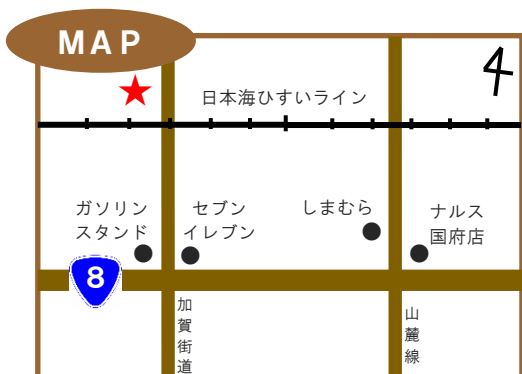 MAP
日本海ひすいライン
ガソリン
スタンド
セブン
イレブン
しまむら
ナルス
国府店
8
加賀街道
山麓線